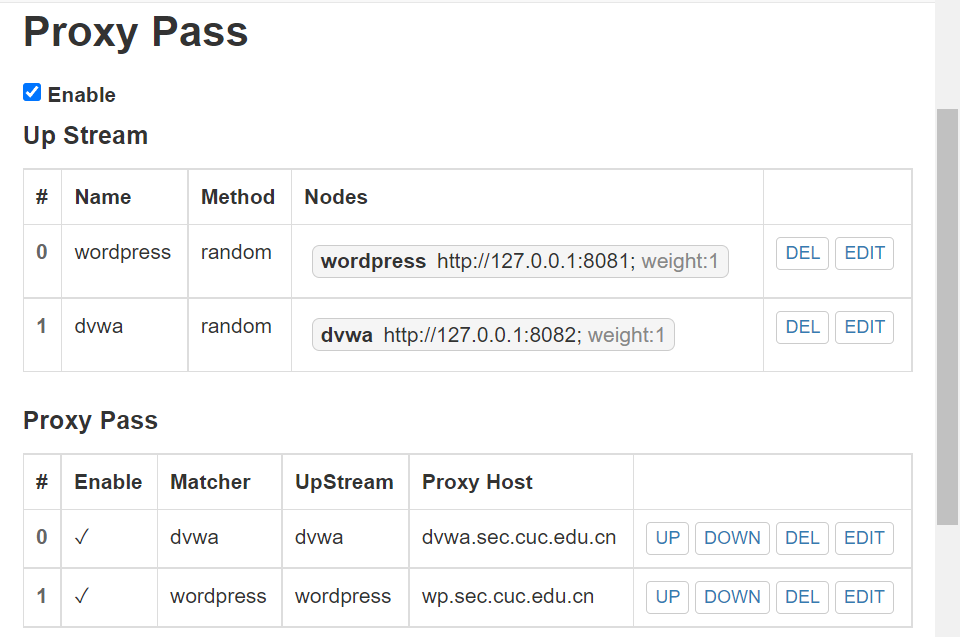 Proxy Pass
Enable
Up Stream
# Name Method Nodes
0 wordpress random wordpress http://127.0.0.1:8081; weight:1 DEL EDIT
1 dvwa random dvwa http://127.0.0.1:8082; weight:1 DEL EDIT
Proxy Pass
# Enable Matcher UpStream Proxy Host
0 ✓ dvwa dvwa dvwa.sec.cuc.edu.cn UP DOWN DEL EDIT
1 ✓ wordpress wordpress wp.sec.cuc.edu.cn UP DOWN DEL EDIT